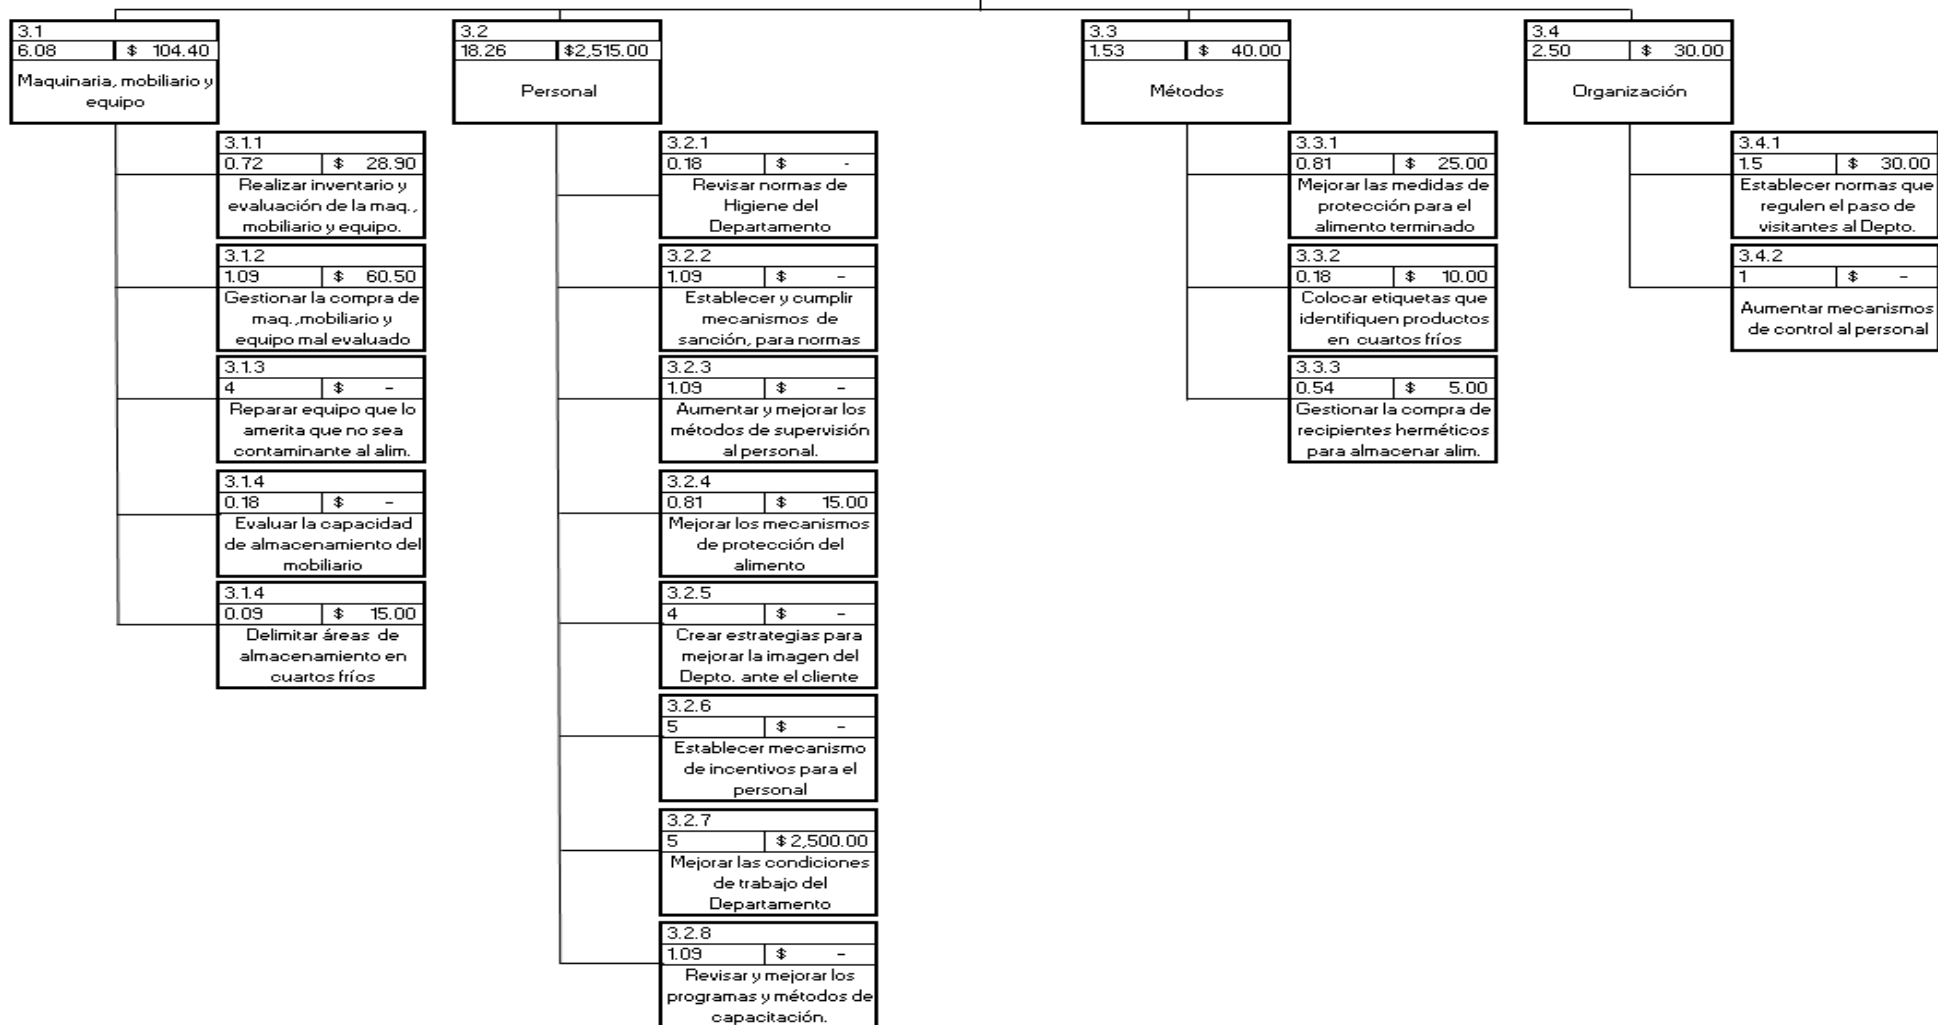 3.1
6.08 $ 104.40
Maquinaria, mobiliario y
equipo
3.1.1
0.72 $ 28.90
Realizar inventario y
evaluación de la maq.,
mobiliario y equipo.
3.1.2
1.09 $ 60.50
Gestionar la compra de
maq.,mobiliario y
equipo mal evaluado
3.1.3
4 $ -
Reparar equipo que lo
amerita que no sea
contaminante al alim.
3.1.4
0.18 $ -
Evaluar la capacidad
de almacenamiento del
mobiliario
3.1.4
0.09 $ 15.00
Delimitar áreas de
almacenamiento en
cuartos fríos
3.2
18.26 $2,515.00
Personal
3.2.1
0.18 $ -
Revisar normas de
Higiene del
Departamento
3.2.2
1.09 $ -
Establecer y cumplir
mecanismos de
sanción, para normas
3.2.3
1.09 $ -
Aumentar y mejorar los
métodos de supervisión
al personal.
3.2.4
0.81 $ 15.00
Mejorar los mecanismos
de protección del
alimento
3.2.5
4 $ -
Crear estrategias para
mejorar la imagen del
Depto. ante el cliente
3.2.6
5 $ -
Establecer mecanismo
de incentivos para el
personal
3.2.7
5 $ 2,500.00
Mejorar las condiciones
de trabajo del
Departamento
3.2.8
1.09 $ -
Revisar y mejorar los
programas y métodos de
capacitación.
3.3
1.53 $ 40.00
Métodos
3.3.1
0.81 $ 25.00
Mejorar las medidas de
protección para el
alimento terminado
3.3.2
0.18 $ 10.00
Colocar etiquetas que
identifiquen productos
en cuartos fríos
3.3.3
0.54 $ 5.00
Gestionar la compra de
recipientes herméticos
para almacenar alim.
3.4
2.50 $ 30.00
Organización
3.4.1
1.5 $ 30.00
Establecer normas que
regulen el paso de
visitantes al Depto.
3.4.2
1 $ -
Aumentar mecanismos
de control al personal